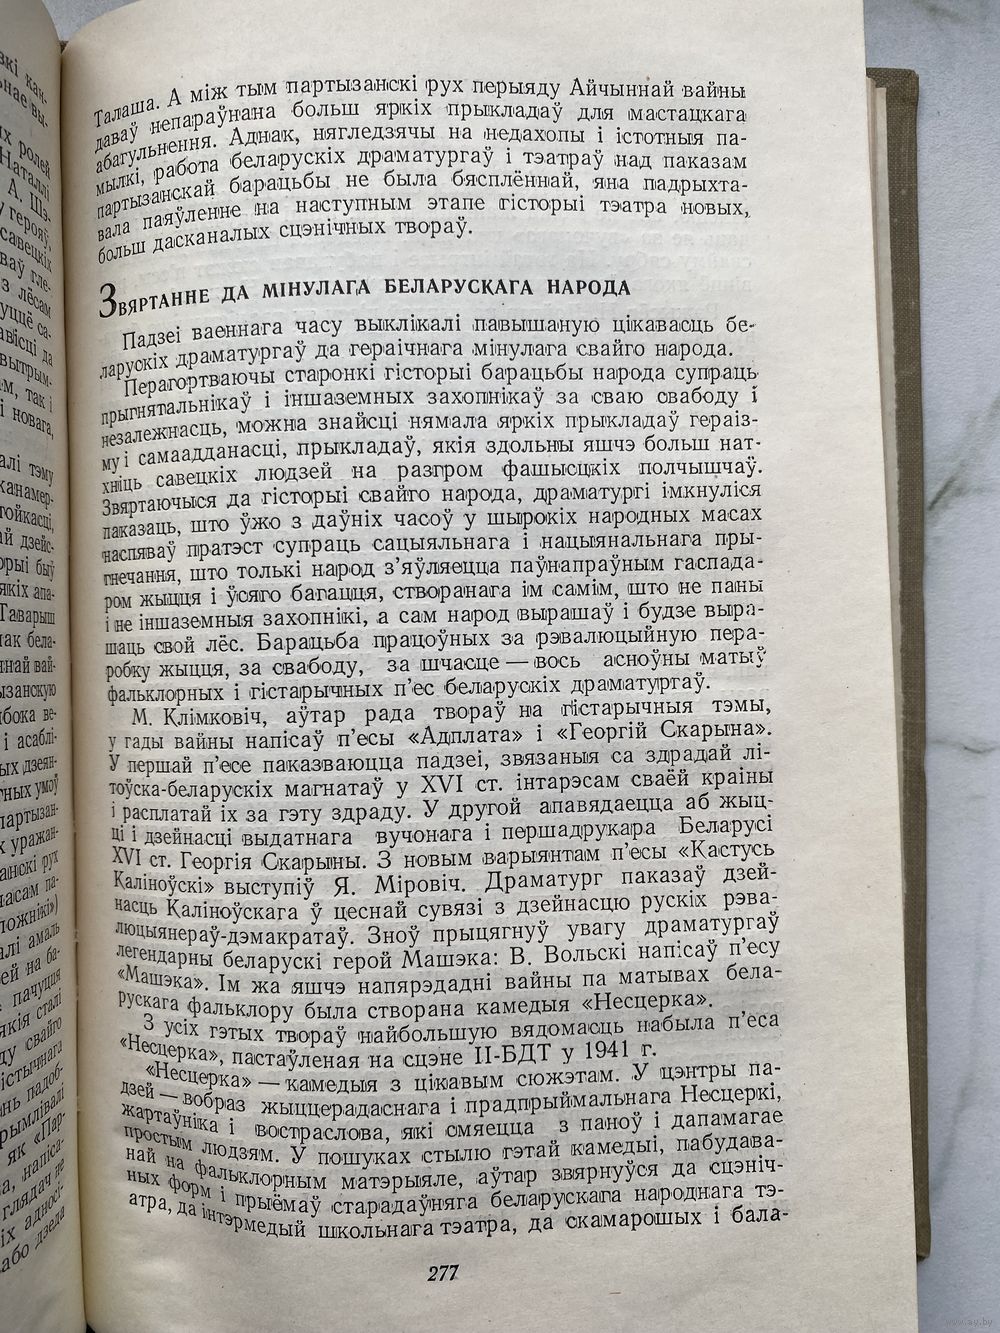 Талаша. А між тым партызанскі рух перыяду Айчыннай вайны
даваў непараўнана больш яркіх прыкладаў для мастацкага
абагульнення. Аднак, нягледзячы на недахопы і істотныя па-
мылкі, работа беларускіх драматургаў і тэатраў над паказам
партызанскай барацьбы не была бясплённай, яна падрыхта-
вала паяўленне на наступным этапе гісторыі тэатра новых,
больш дасканалых сцэнічных твораў.
ЗВЯРТАННЕ ДА МІНУЛАГА БЕЛАРУСКАГА НАРОДА
Падзеі ваеннага часу выклікалі павышаную цікавасць бе-
ларускіх драматургаў да гераічнага мінулага свайго народа.
Перагортваючы старонкі гісторыі барацьбы народа супраць
прыгнятальнікаў і іншаземных захопнікаў за сваю свабоду і
незалежнасць, можна знайсці нямала яркіх прыкладаў гераіз-
му і самаадданасці, прыкладаў, якія здольны яшчэ больш нат-
хніць савецкіх людзей на разгром фашысцкіх полчышчаў.
Звяртаючыся да гісторыі свайго народа, драматургі імкнуліся
паказаць, што ўжо з даўніх часоў у шырокіх народных масах
наспяваў пратэст супраць сацыяльнага і нацыянальнага пры-
гнечання, што толькі народ з’яўляецца паўнапраўным гаспада-
ром жыцця і ўсяго багацця, створанага ім самім, што не паны
і не іншаземныя захопнікі, а сам народ вырашаў і будзе выра-
шаць свой лёс. Барацьба працоўных за рэвалюцыйную пера-
робку жыцця, за свабоду, за шчасце — вось асноўны матыў
фальклорных і гістарычных п’ес беларускіх драматургаў.
М. Клімковіч, аўтар рада твораў на гістарычныя тэмы,
у гады вайны напісаў п’есы «Адплата» і «Георгій Скарына».
У першай п’есе паказваюцца падзеі, звязаныя са здрадай лі-
тоўска-беларускіх магнатаў у XVI ст. інтарэсам сваёй краіны
і расплатай іх за гэту здраду. У другой апавядаецца аб жыц-
ці і дзейнасці выдатнага вучонага і першадрукара Беларусі
XVI ст. Георгія Скарыны. З новым варыянтам п’есы «Кастусь
Каліноўскі» выступіў Я. Міровіч. Драматург паказаў дзей-
насць Каліноўскага ў цеснай сувязі з дзейнасцю рускіх рэва-
люцыянераў-дэмакратаў. Зноў прыцягнуў увагу драматургаў
легендарны беларускі герой Машэка: В. Вольскі напісаў п’есу
«Машэка». Ім жа яшчэ напярэдадні вайны па матывах бела-
рускага фальклору была створана камедыя «Несцерка».
З усіх гэтых твораў найбольшую вядомасць набыла п’еса
«Несцерка», пастаўленая на сцэне II-БДТ у 1941 г.
«Несцерка» — камедыя з цікавым сюжэтам. У цэнтры па-
дзей — вобраз жыццерадаснага і прадпрыймальнага Несцеркі,
жартаўніка і востраслова, які смяецца з паноў і дапамагае
простым людзям. У пошуках стылю гэтай камедыі, пабудава-
най на фальклорным матэрыяле, аўтар звярнуўся да сцэніч-
ных форм і прыёмаў старадаўняга беларускага народнага тэ-
атра, да інтэрмедый школьнага тэатра, да скамарошых і бала-
277
www.ay.by